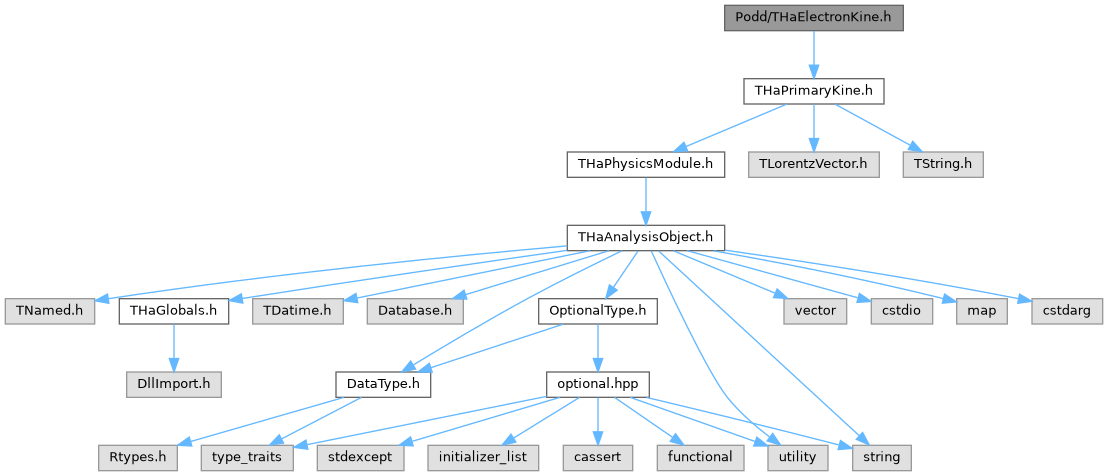 Podd/THaElectronKine.h
THaPrimaryKine.h
THaPhysicsModule.h
TLorentzVector.h
TString.h
THaAnalysisObject.h
TNamed.h
THaGlobals.h
TDatime.h
Database.h
OptionalType.h
vector
cstdio
map
cstdarg
DllImport.h
DataType.h
optional.hpp
Rtypes.h
type_traits
stdexcept
initializer_list
cassert
functional
utility
string